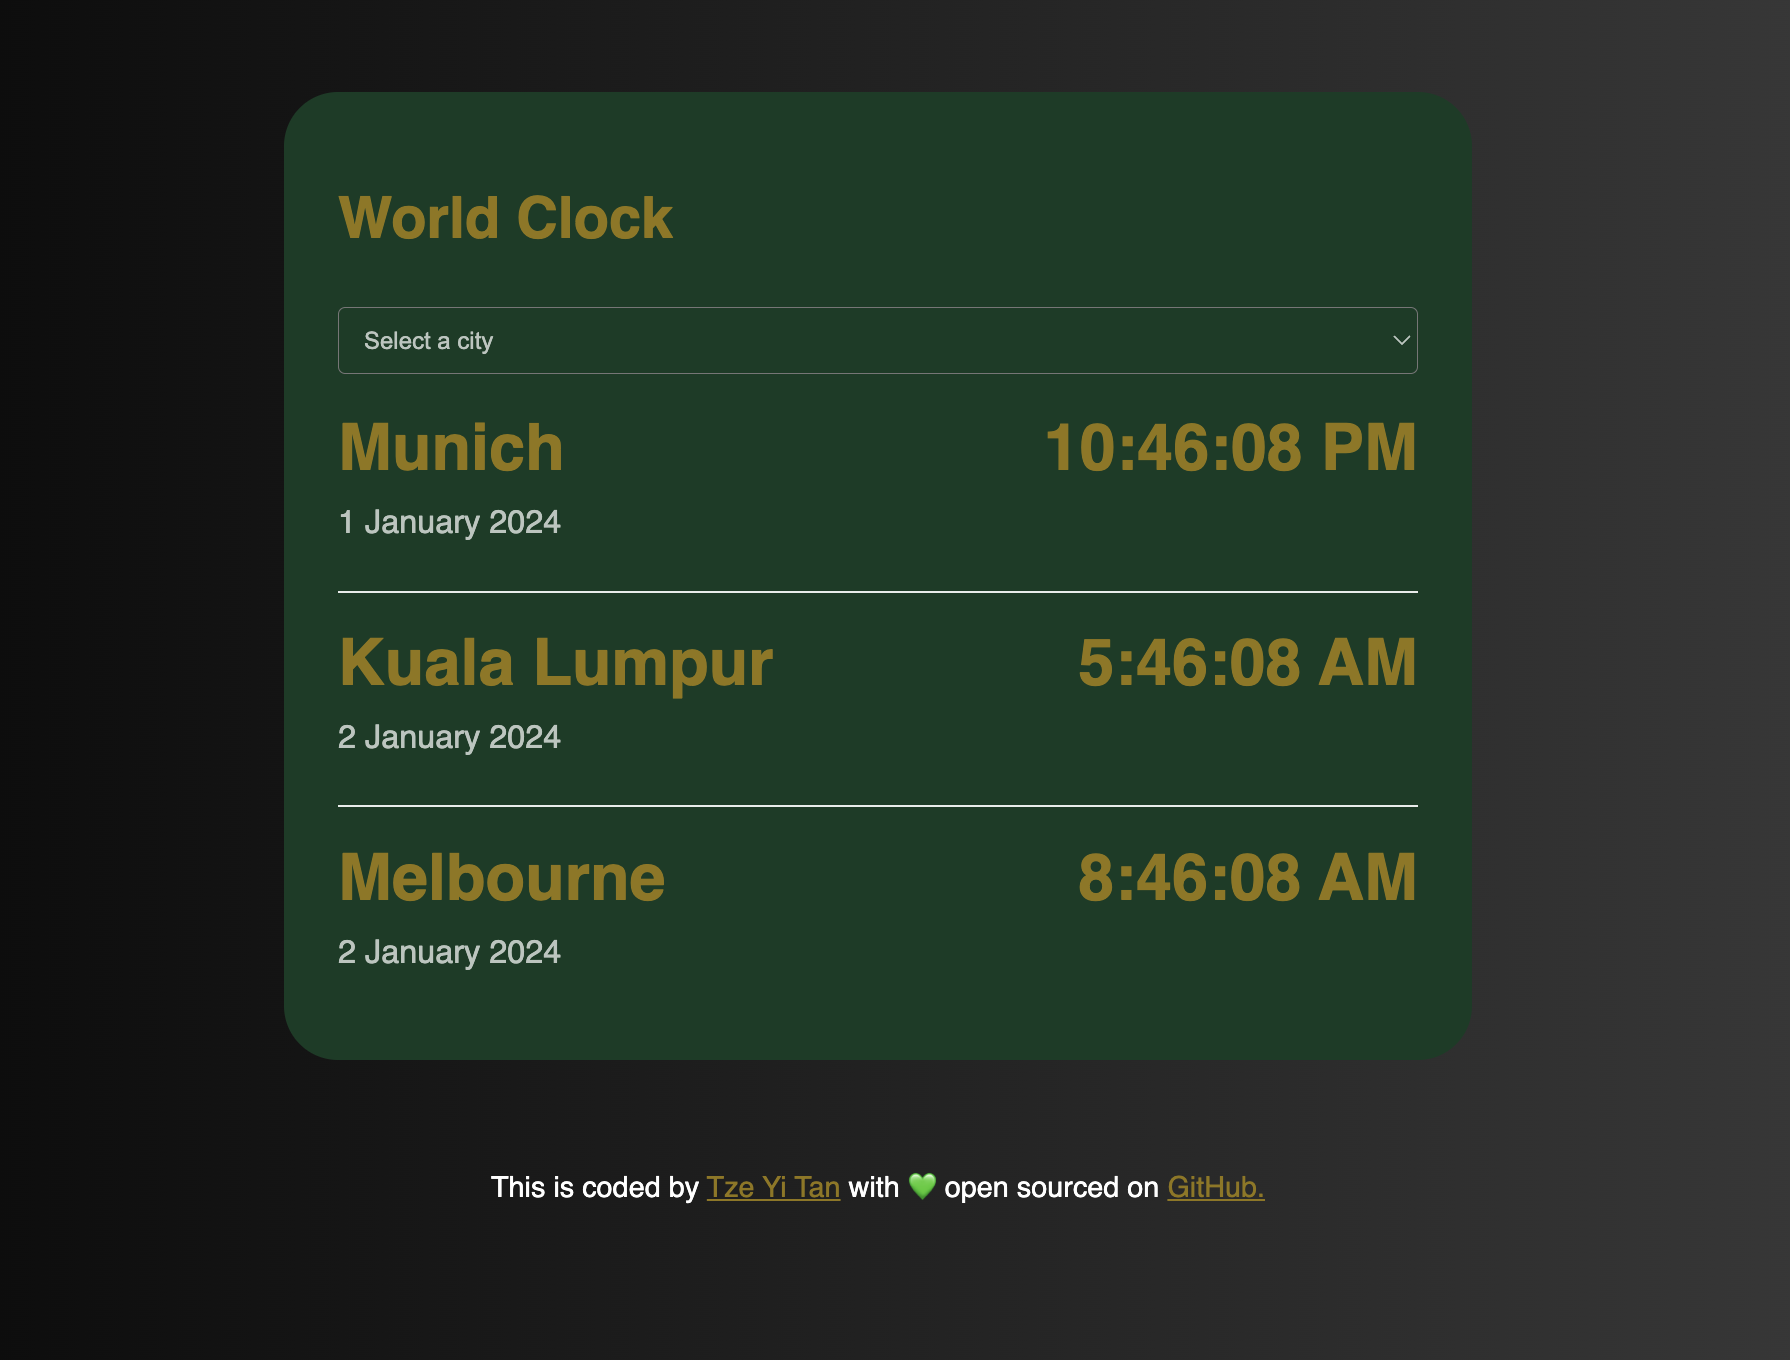 World Clock
Select a city
Munich 10:46:08 PM
1 January 2024
Kuala Lumpur 5:46:08 AM
2 January 2024
Melbourne 8:46:08 AM
2 January 2024
This is coded by Tze Yi Tan with 💚 open sourced on GitHub.